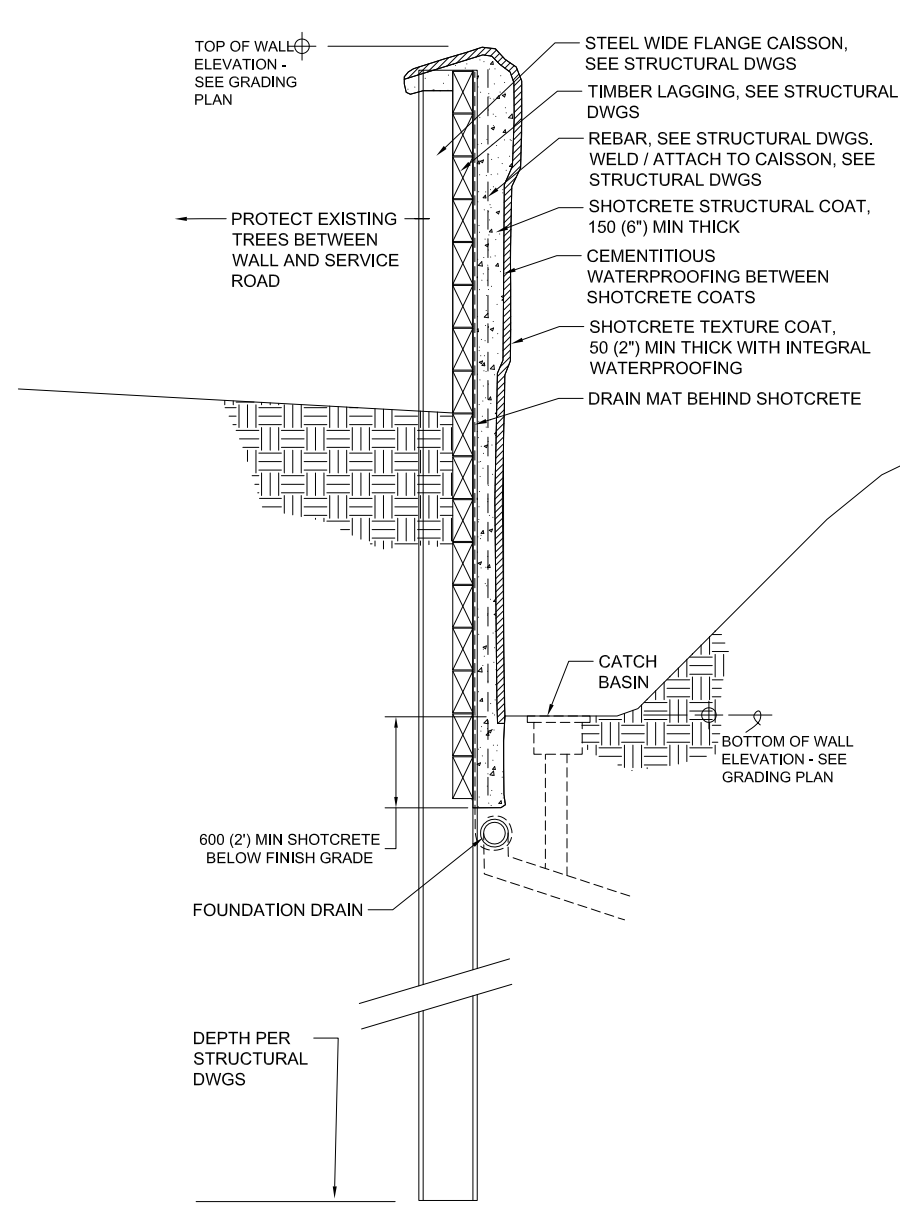 TOP OF WALL
ELEVATION -
SEE GRADING
PLAN
STEEL WIDE FLANGE CAISSON,
SEE STRUCTURAL DWGS
TIMBER LAGGING, SEE STRUCTURAL
DWGS
REBAR, SEE STRUCTURAL DWGS.
WELD / ATTACH TO CAISSON, SEE
STRUCTURAL DWGS
SHOTCRETE STRUCTURAL COAT,
150 (6") MIN THICK
PROTECT EXISTING
TREES BETWEEN
WALL AND SERVICE
ROAD
CEMENTITIOUS
WATERPROOFING BETWEEN
SHOTCRETE COATS
SHOTCRETE TEXTURE COAT,
50 (2") MIN THICK WITH INTEGRAL
WATERPROOFING
DRAIN MAT BEHIND SHOTCRETE
CATCH
BASIN
BOTTOM OF WALL
ELEVATION - SEE
GRADING PLAN
600 (2') MIN SHOTCRETE
BELOW FINISH GRADE
FOUNDATION DRAIN
DEPTH PER
STRUCTURAL
DWGS